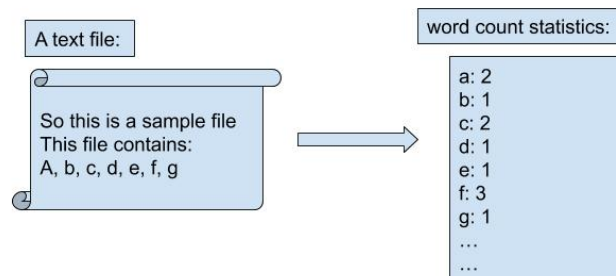 A text file:
So this is a sample file
This file contains:
A, b, c, d, e, f, g
word count statistics:
a: 2
b: 1
c: 2
d: 1
e: 1
f: 3
g: 1
...
...